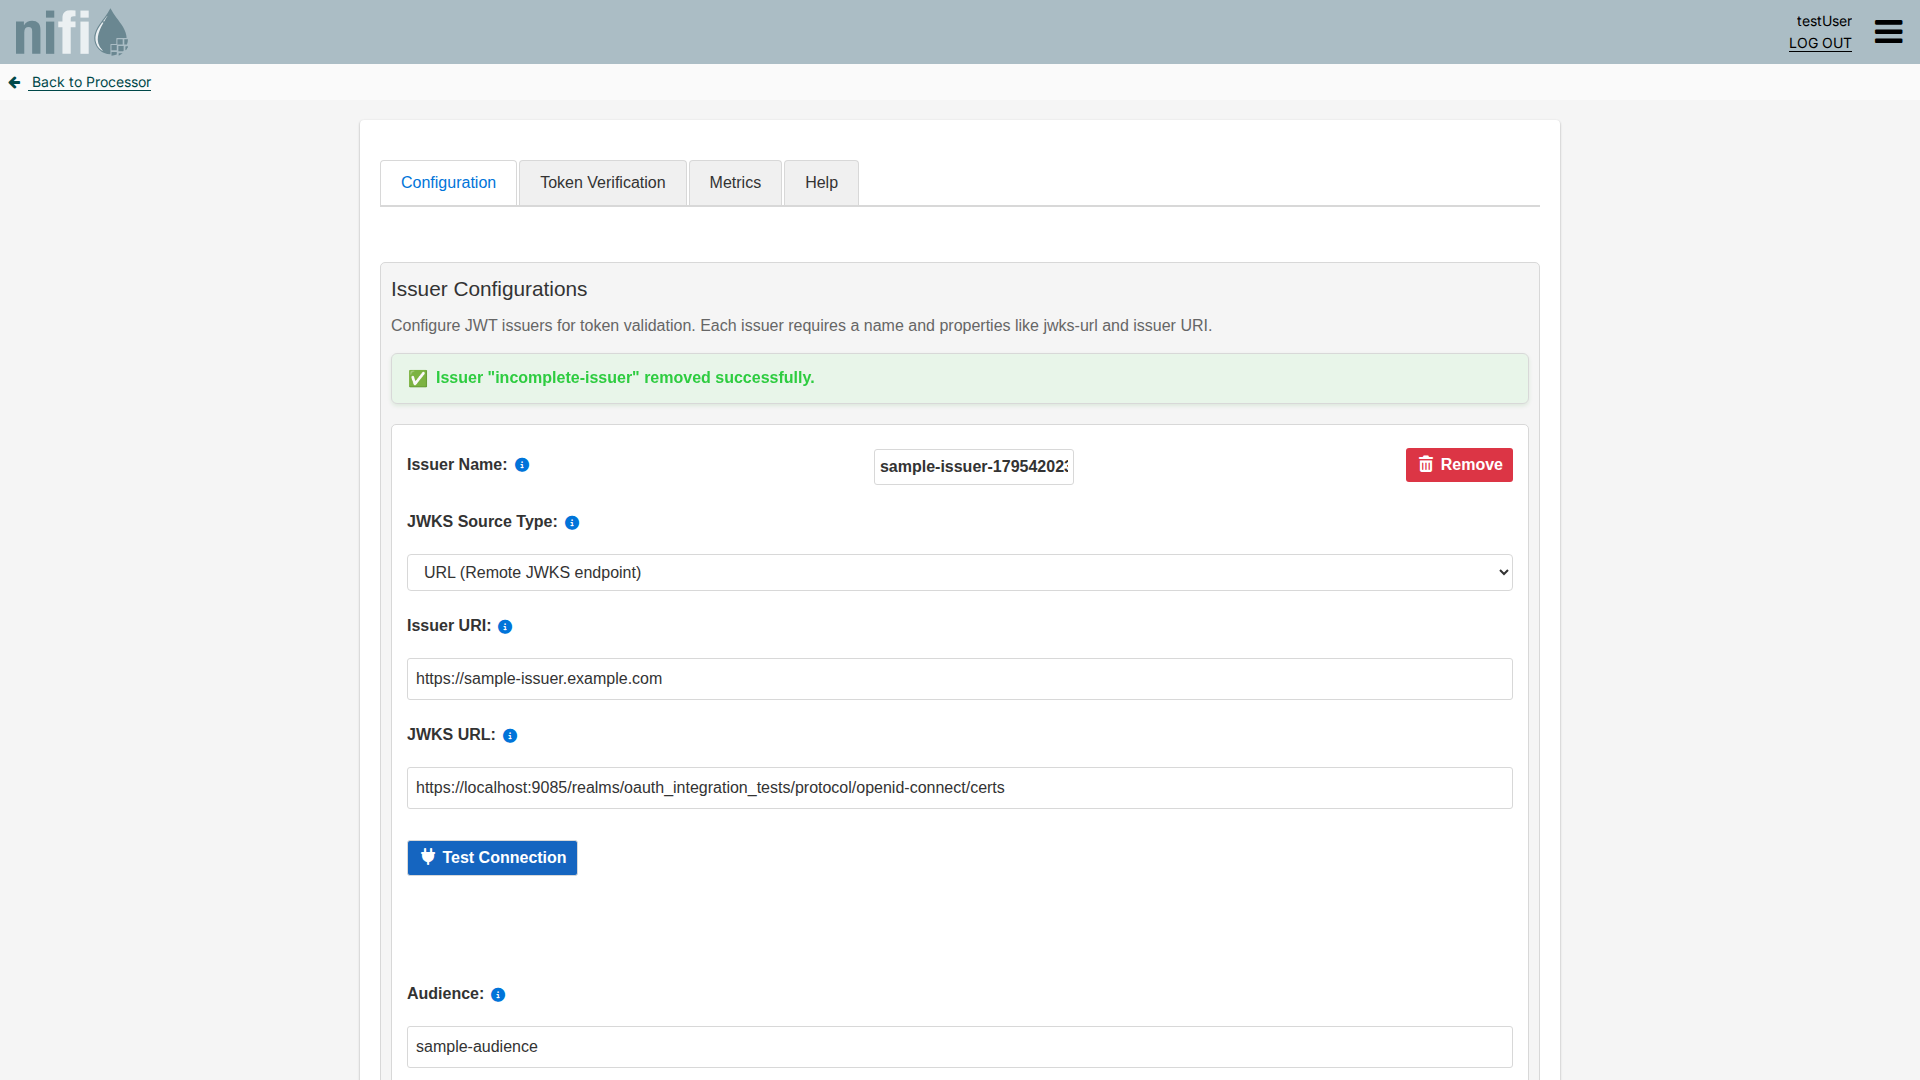 nifi
testUser
LOG OUT
Back to Processor
Configuration
Token Verification
Metrics
Help
Issuer Configurations
Configure JWT issuers for token validation. Each issuer requires a name and properties like jwks-url and issuer URI.
Issuer "incomplete-issuer" removed successfully.
Issuer Name:
sample-issuer-179542023
Remove
JWKS Source Type:
URL (Remote JWKS endpoint)
Issuer URI:
https://sample-issuer.example.com
JWKS URL:
https://localhost:9085/realms/oauth_integration_tests/protocol/openid-connect/certs
Test Connection
Audience:
sample-audience